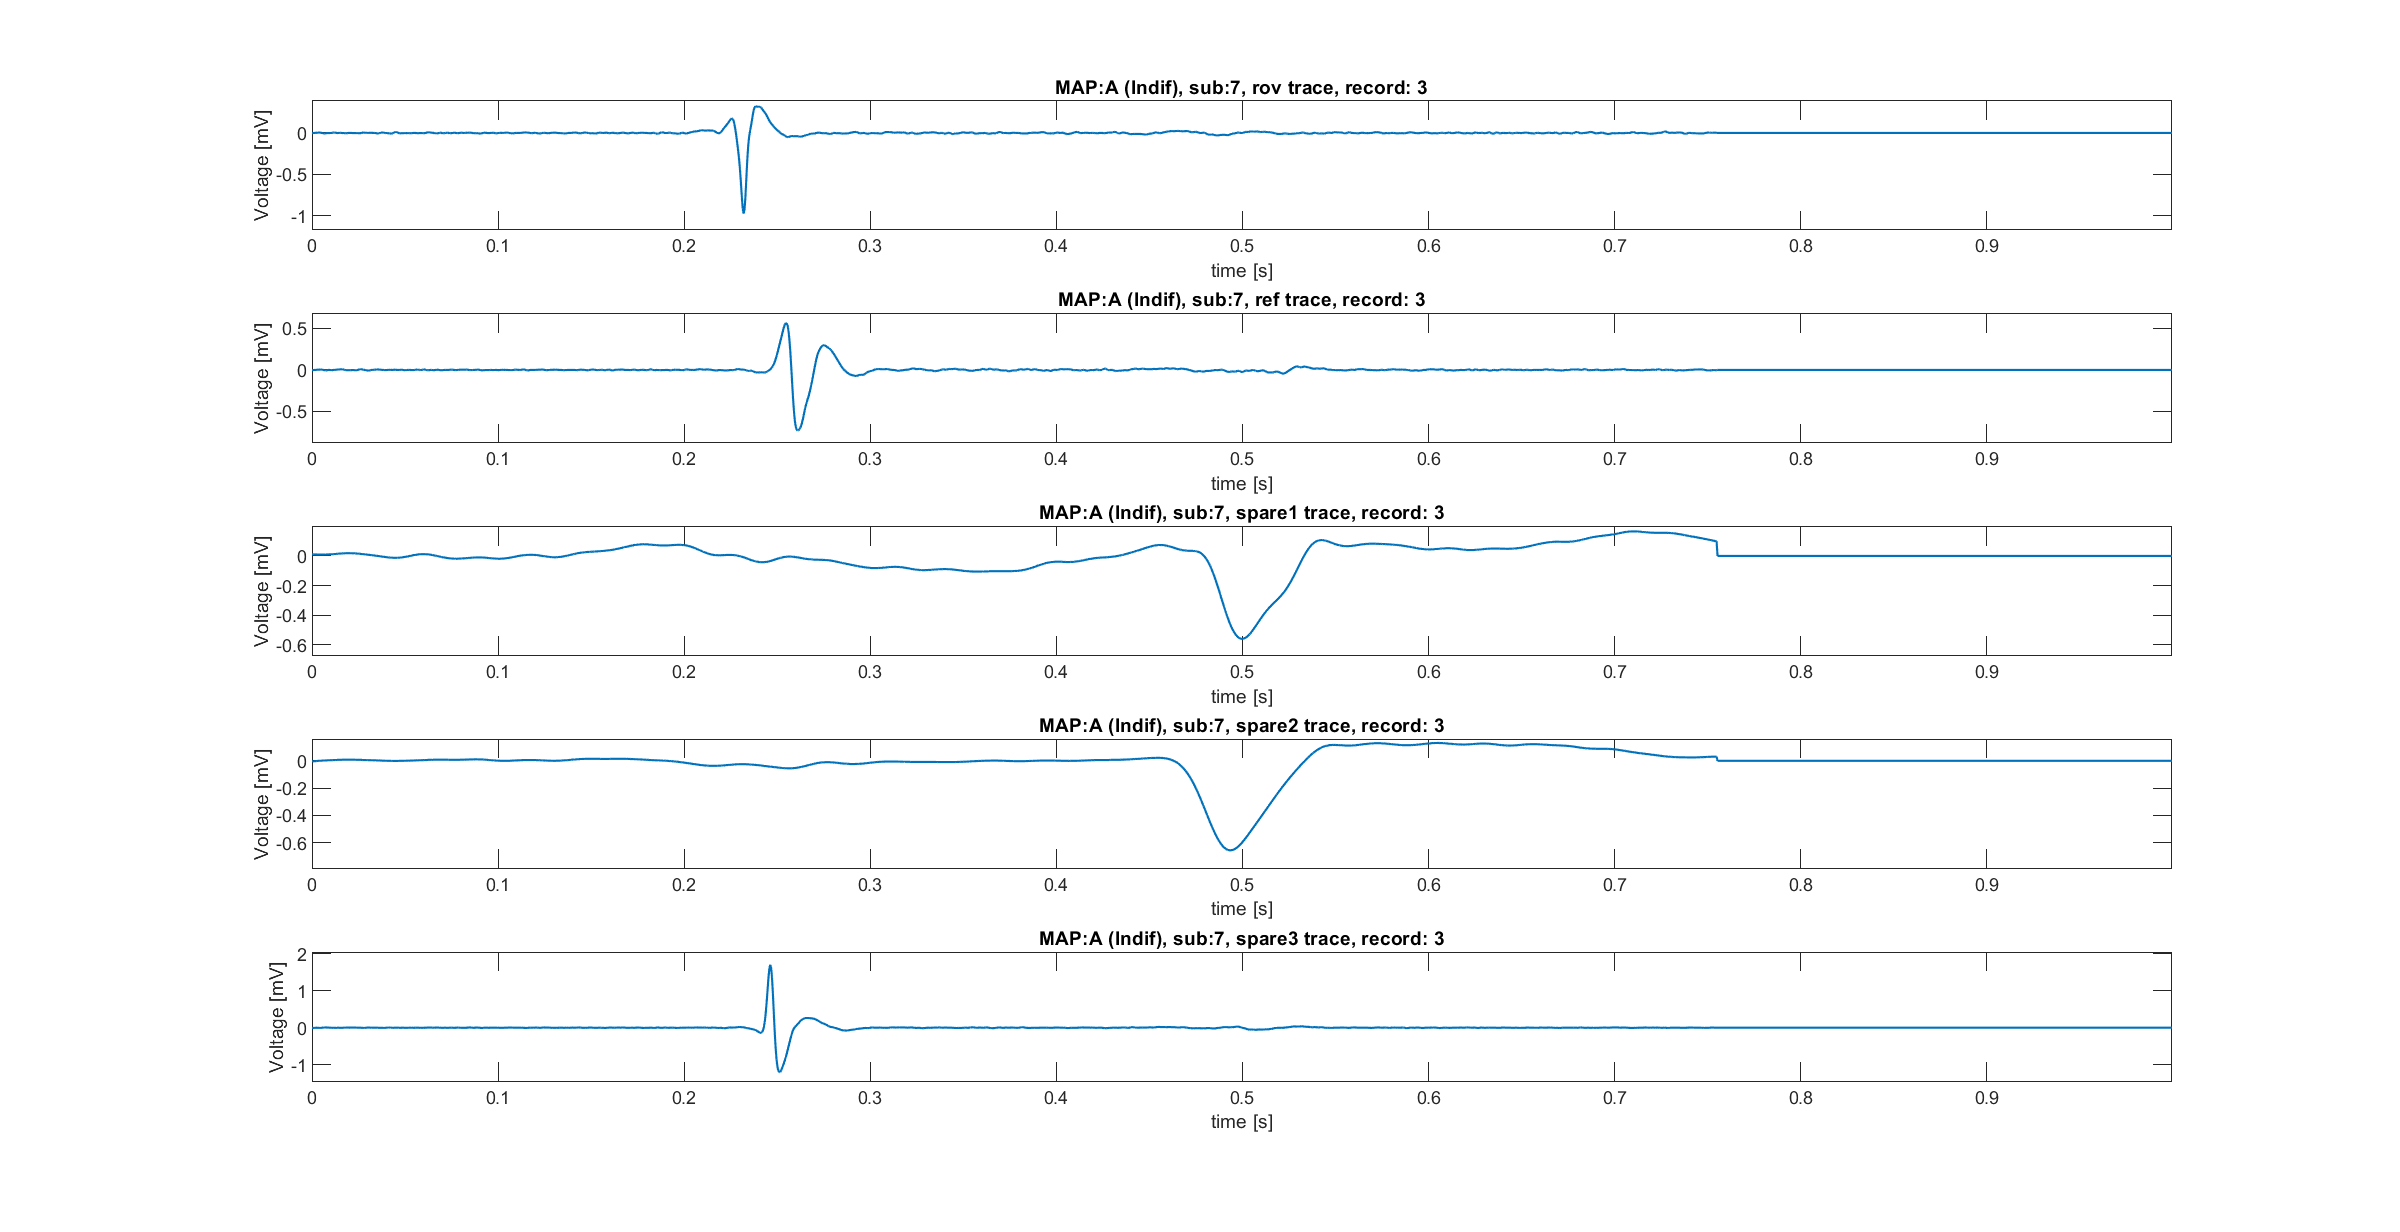 MAP:A (Indif), sub:7, rov trace, record: 3
Voltage [mV]
0
-0.5
-1
0 0.1 0.2 0.3 0.4 0.5 0.6 0.7 0.8 0.9
time [s]
MAP:A (Indif), sub:7, ref trace, record: 3
Voltage [mV]
0.5
0
-0.5
0 0.1 0.2 0.3 0.4 0.5 0.6 0.7 0.8 0.9
time [s]
MAP:A (Indif), sub:7, spare1 trace, record: 3
Voltage [mV]
0
-0.2
-0.4
-0.6
0 0.1 0.2 0.3 0.4 0.5 0.6 0.7 0.8 0.9
time [s]
MAP:A (Indif), sub:7, spare2 trace, record: 3
Voltage [mV]
0
-0.2
-0.4
-0.6
0 0.1 0.2 0.3 0.4 0.5 0.6 0.7 0.8 0.9
time [s]
MAP:A (Indif), sub:7, spare3 trace, record: 3
Voltage [mV]
2
1
0
-1
0 0.1 0.2 0.3 0.4 0.5 0.6 0.7 0.8 0.9
time [s]